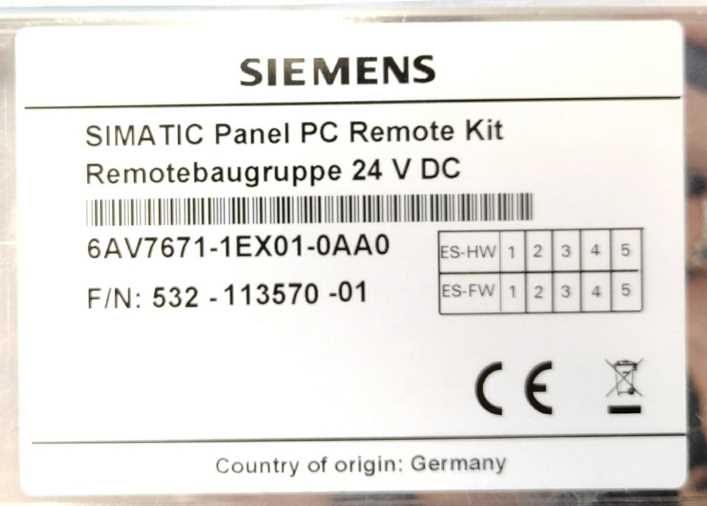 SIEMENS
SIMATIC Panel PC Remote Kit
Remotebaugruppe 24 V DC
6AV7671-1EX01-0AA0
ES-HW 1 2 3 4 5
F/N: 532 - 113570 -01
ES-FW 1 2 3 4 5
CE
Country of origin: Germany